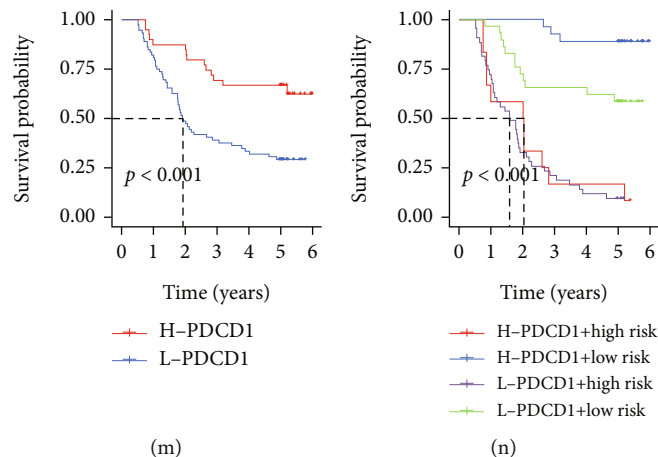 1.00
0.75
0.50
0.25
0.00
Survival probability
p < 0.001
0 1 2 3 4 5 6
Time (years)
H–PDCD1
L–PDCD1
(m)
1.00
0.75
0.50
0.25
0.00
Survival probability
p < 0.001
0 1 2 3 4 5 6
Time (years)
H–PDCD1+high risk
H–PDCD1+low risk
L–PDCD1+high risk
L–PDCD1+low risk
(n)